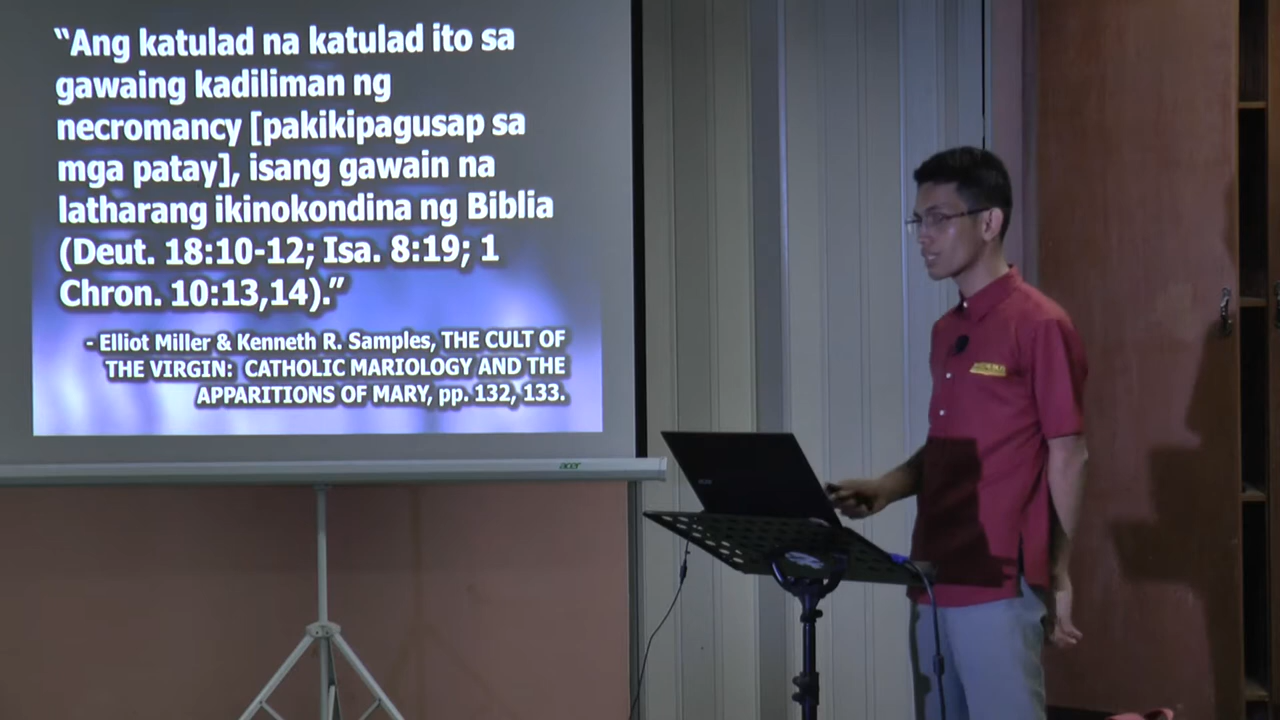 “Ang katulad na katulad ito sa
gawaing kadiliman ng
necromancy [pakikipagusap sa
mga patay], isang gawain na
latharang ikinokondina ng Biblia
(Deut. 18:10-12; Isa. 8:19; 1
Chron. 10:13,14).”
- Elliot Miller & Kenneth R. Samples, THE CULT OF
THE VIRGIN: CATHOLIC MARIOLOGY AND THE
APPARITIONS OF MARY, pp. 132, 133.
acer